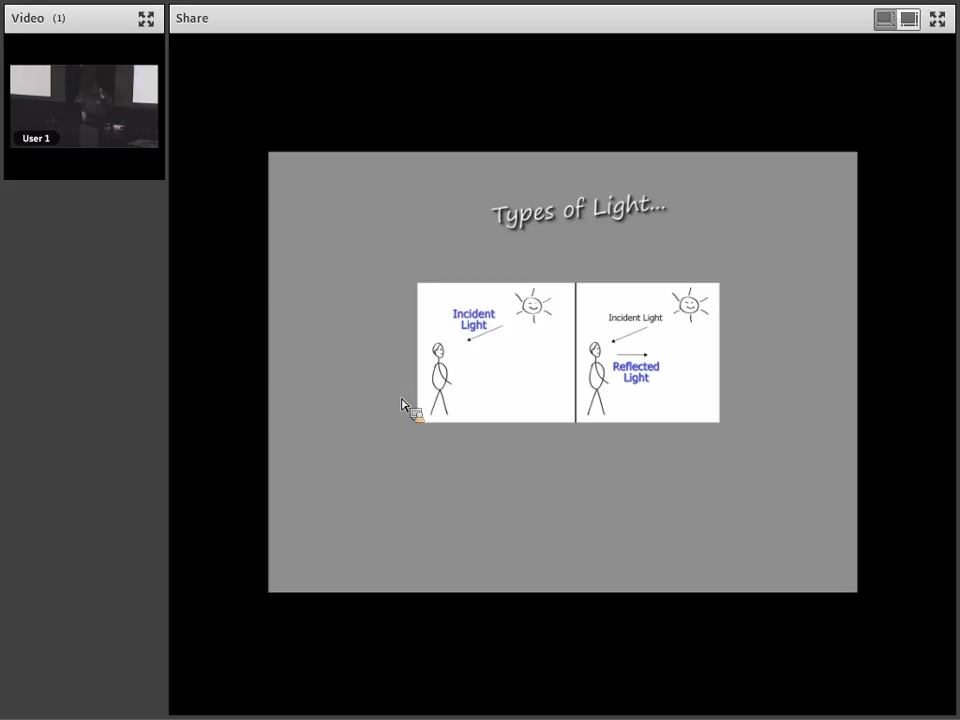 Video (1)
Share
User 1
Types of Light...
Incident
Light
Incident Light
Reflected
Light